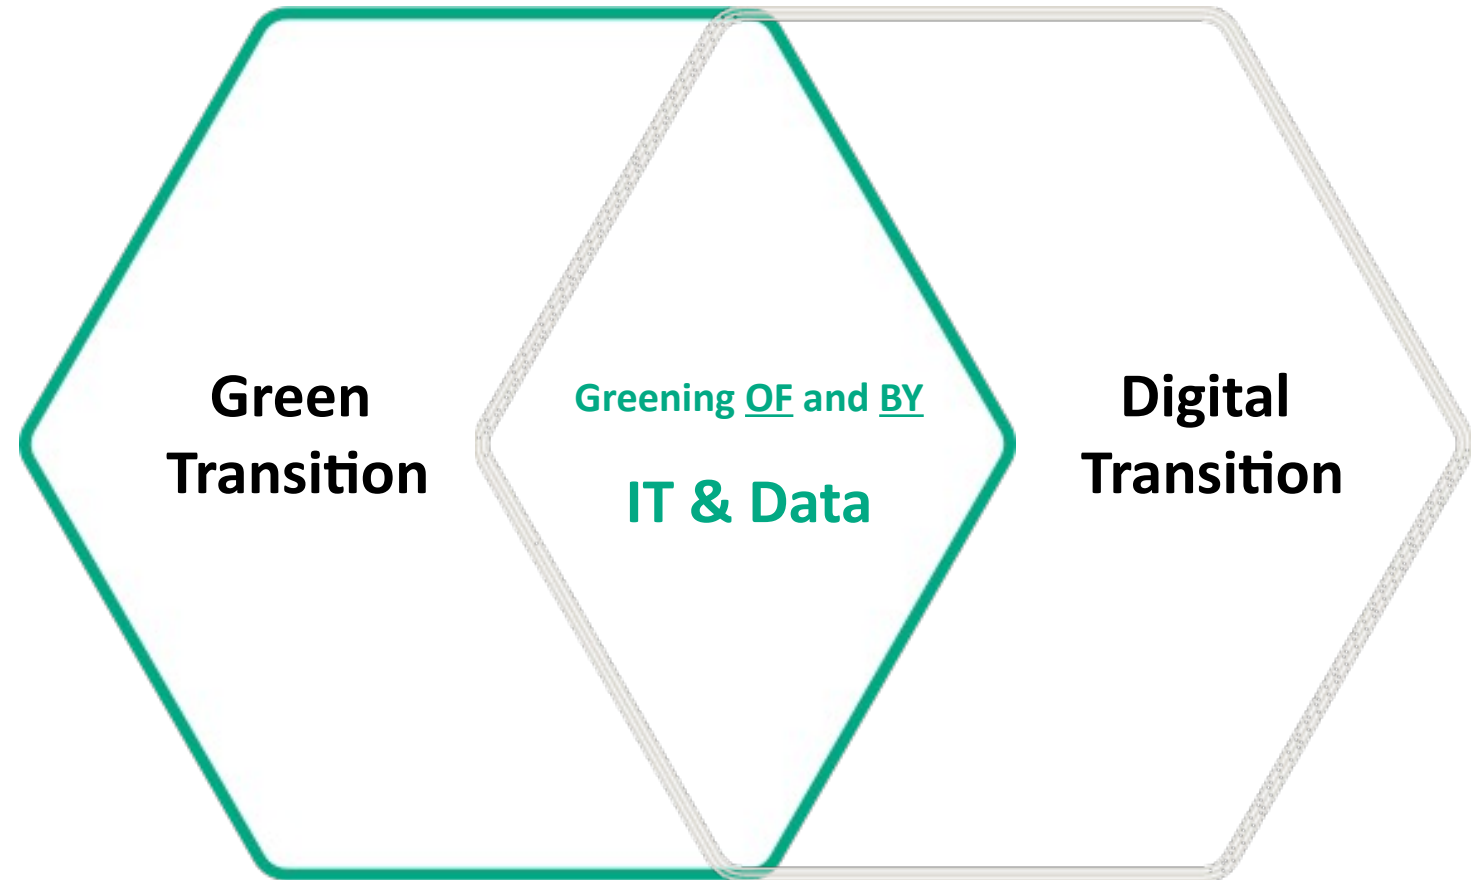 Green
Transition
Greening OF and BY
IT & Data
Digital
Transition